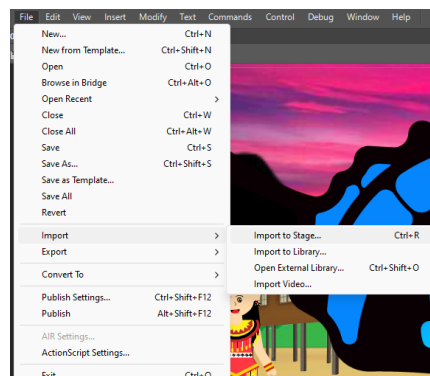 File Edit View Insert Modify Text Commands Control Debug Window Help
New... Ctrl+N
New from Template... Ctrl+Shift+N
Open Ctrl+O
Browse in Bridge Ctrl+Alt+O
Open Recent >
Close Ctrl+W
Close All Ctrl+Alt+W
Save Ctrl+S
Save As... Ctrl+Shift+S
Save as Template...
Save All
Revert
Import >
Import to Stage... Ctrl+R
Export >
Import to Library...
Open External Library... Ctrl+Shift+O
Convert To >
Import Video...
Publish Settings... Ctrl+Shift+F12
Publish Alt+Shift+F12
AIR Settings...
ActionScript Settings...
Exit Ctrl+Q